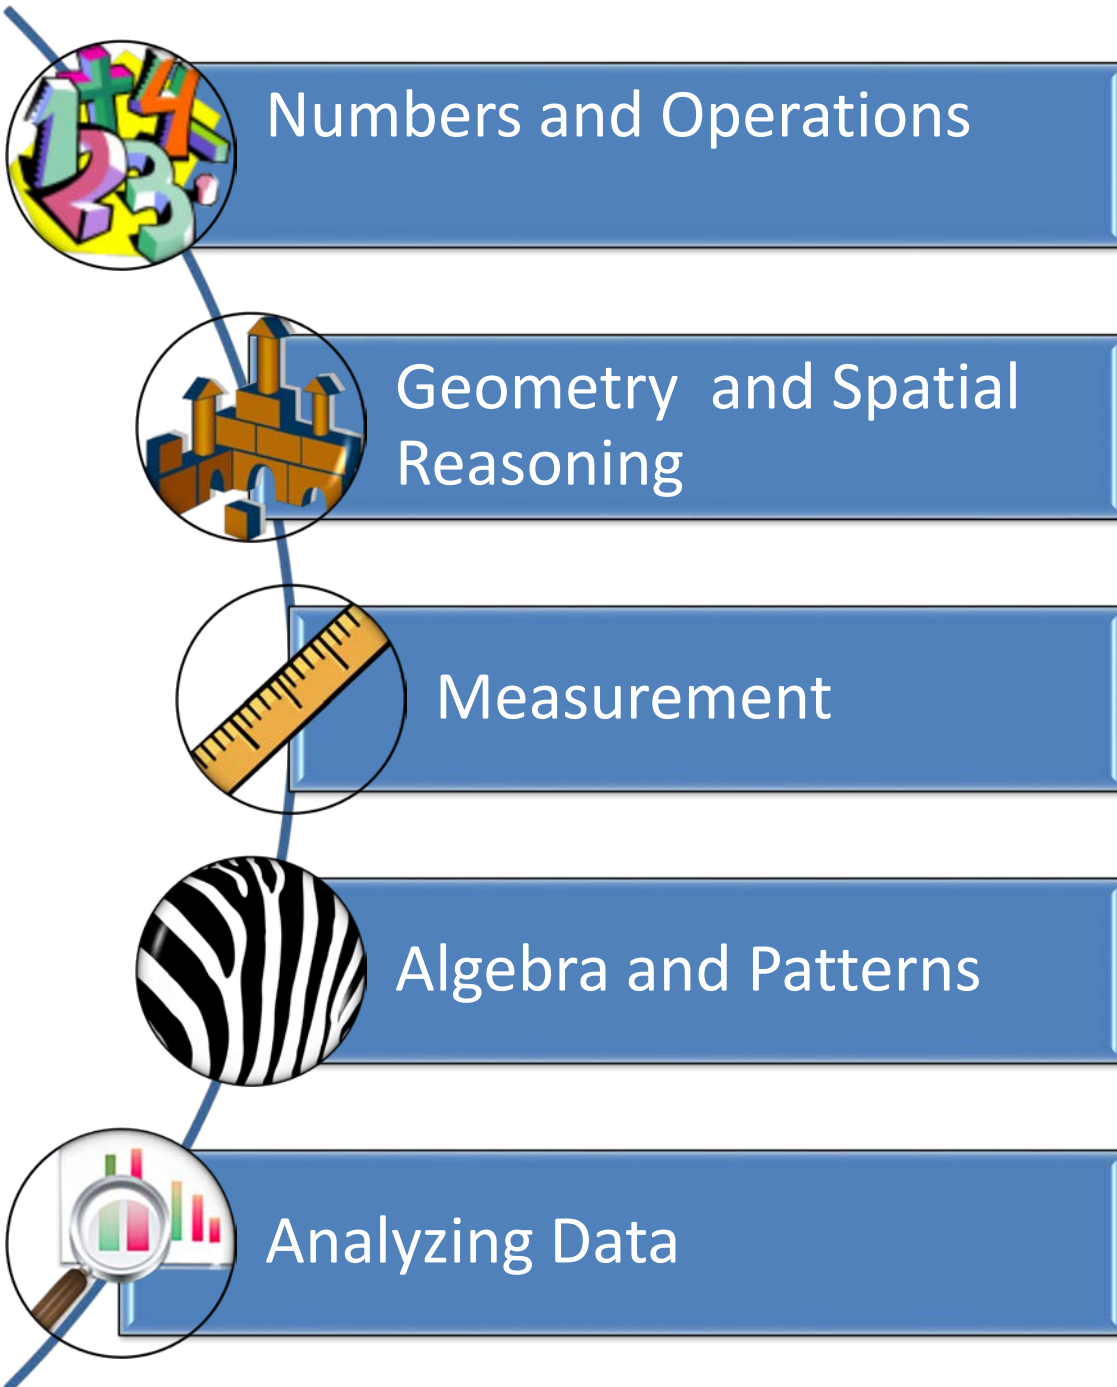 Numbers and Operations
Geometry  and Spatial
Reasoning
Measurement
Algebra and Patterns
Analyzing Data